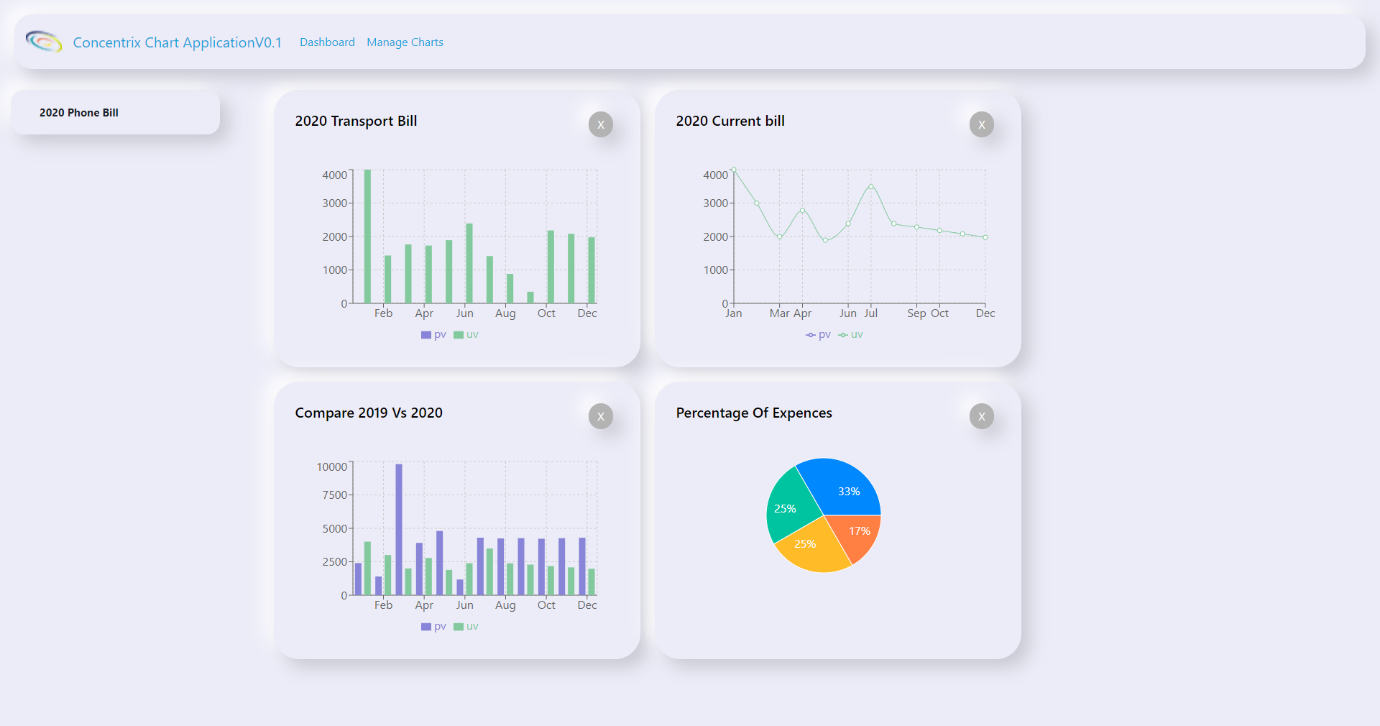 Concentrix Chart ApplicationV0.1 Dashboard Manage Charts
2020 Phone Bill
2020 Transport Bill
X
4000
3000
2000
1000
0
Feb Apr Jun Aug Oct Dec
pv uv
2020 Current bill
X
4000
3000
2000
1000
0
Jan Mar Apr Jun Jul Sep Oct Dec
pv uv
Compare 2019 Vs 2020
X
10000
7500
5000
2500
0
Feb Apr Jun Aug Oct Dec
pv uv
Percentage Of Expences
X
33%
25%
17%
25%